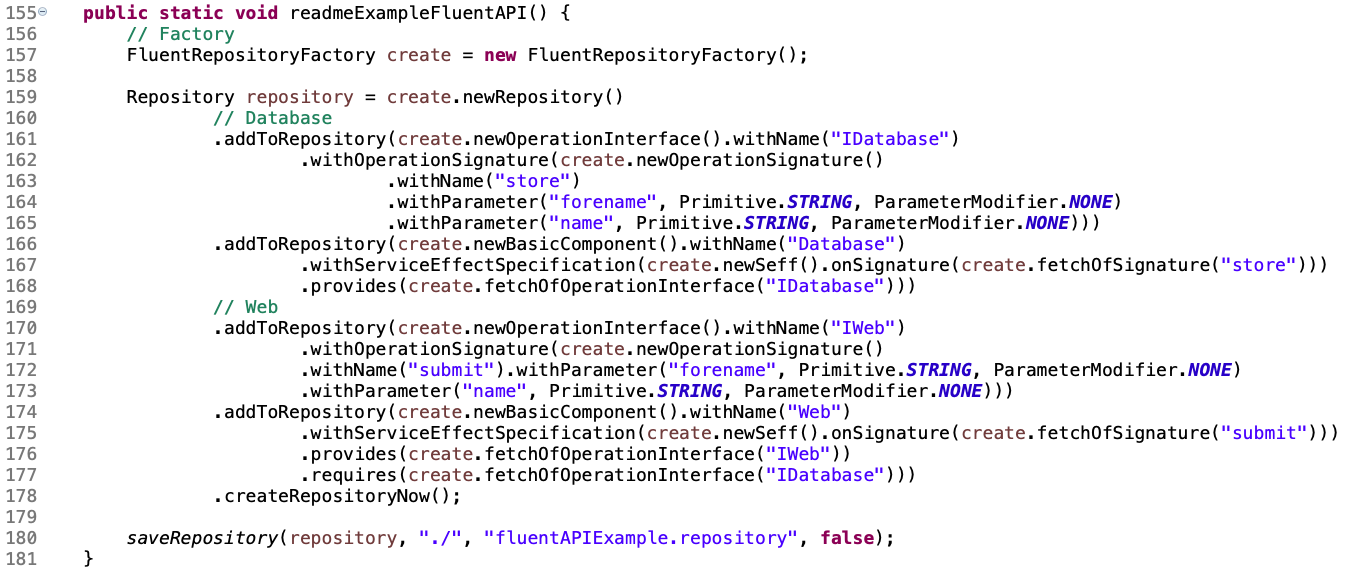 155 public static void readmeExampleFluentAPI() {
156 // Factory
157 FluentRepositoryFactory create = new FluentRepositoryFactory();
158
159 Repository repository = create.newRepository()
160 // Database
161 .addToRepository(create.newOperationInterface().withName("IDatabase")
162 .withOperationSignature(create.newOperationSignature()
163 .withName("store")
164 .withParameter("forename", Primitive.STRING, ParameterModifier.NONE)
165 .withParameter("name", Primitive.STRING, ParameterModifier.NONE)))
166 .addToRepository(create.newBasicComponent().withName("Database")
167 .withServiceEffectSpecification(create.newSeff().onSignature(create.fetchOfSignature("store")))
168 .provides(create.fetchOfOperationInterface("IDatabase")))
169 // Web
170 .addToRepository(create.newOperationInterface().withName("IWeb")
171 .withOperationSignature(create.newOperationSignature()
172 .withName("submit").withParameter("forename", Primitive.STRING, ParameterModifier.NONE)
173 .withParameter("name", Primitive.STRING, ParameterModifier.NONE)))
174 .addToRepository(create.newBasicComponent().withName("Web")
175 .withServiceEffectSpecification(create.newSeff().onSignature(create.fetchOfSignature("submit")))
176 .provides(create.fetchOfOperationInterface("IWeb"))
177 .requires(create.fetchOfOperationInterface("IDatabase")))
178 .createRepositoryNow();
179
180 saveRepository(repository, "./", "fluentAPIExample.repository", false);
181 }